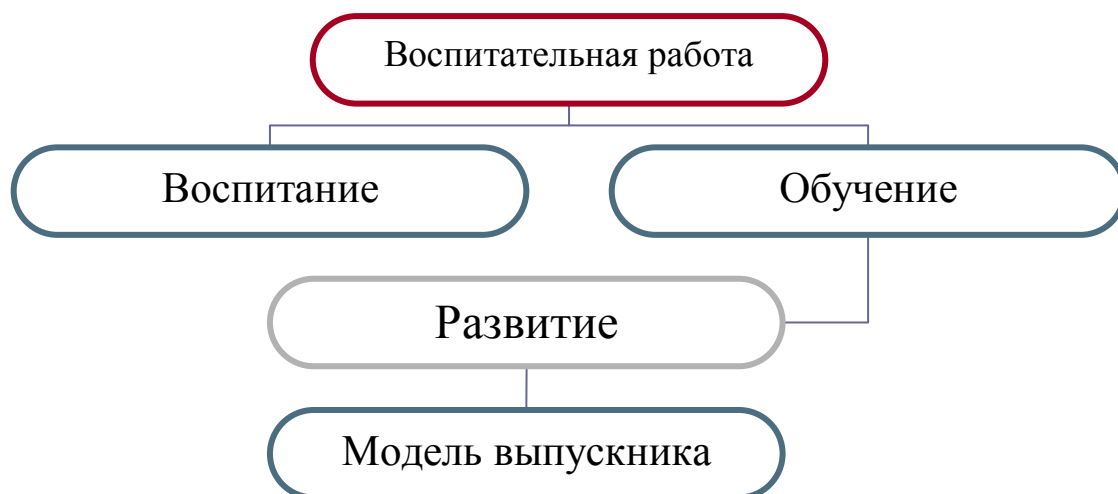 Воспитательная работа
Воспитание
Обучение
Развитие
Модель выпускника